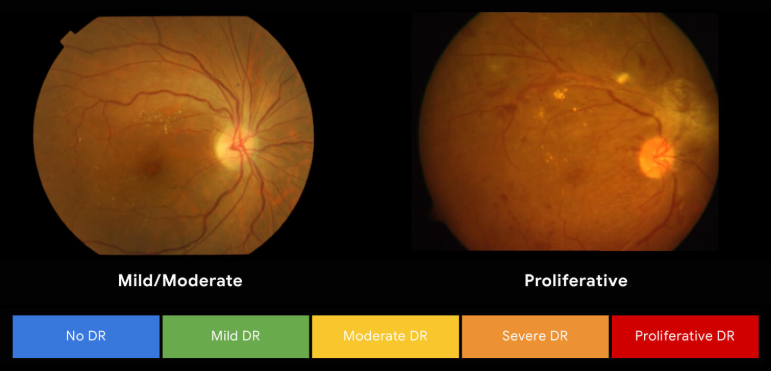 Mild/Moderate
Proliferative
No DR
Mild DR
Moderate DR
Severe DR
Proliferative DR